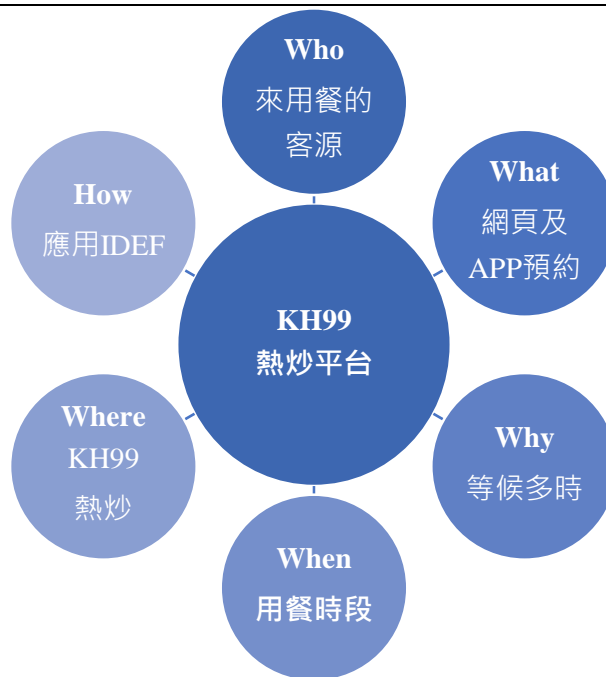 Who
來用餐的
客源
What
網頁及
APP預約
Why
等候多時
When
用餐時段
Where
KH99
熱炒
How
應用IDEF
KH99
熱炒平台